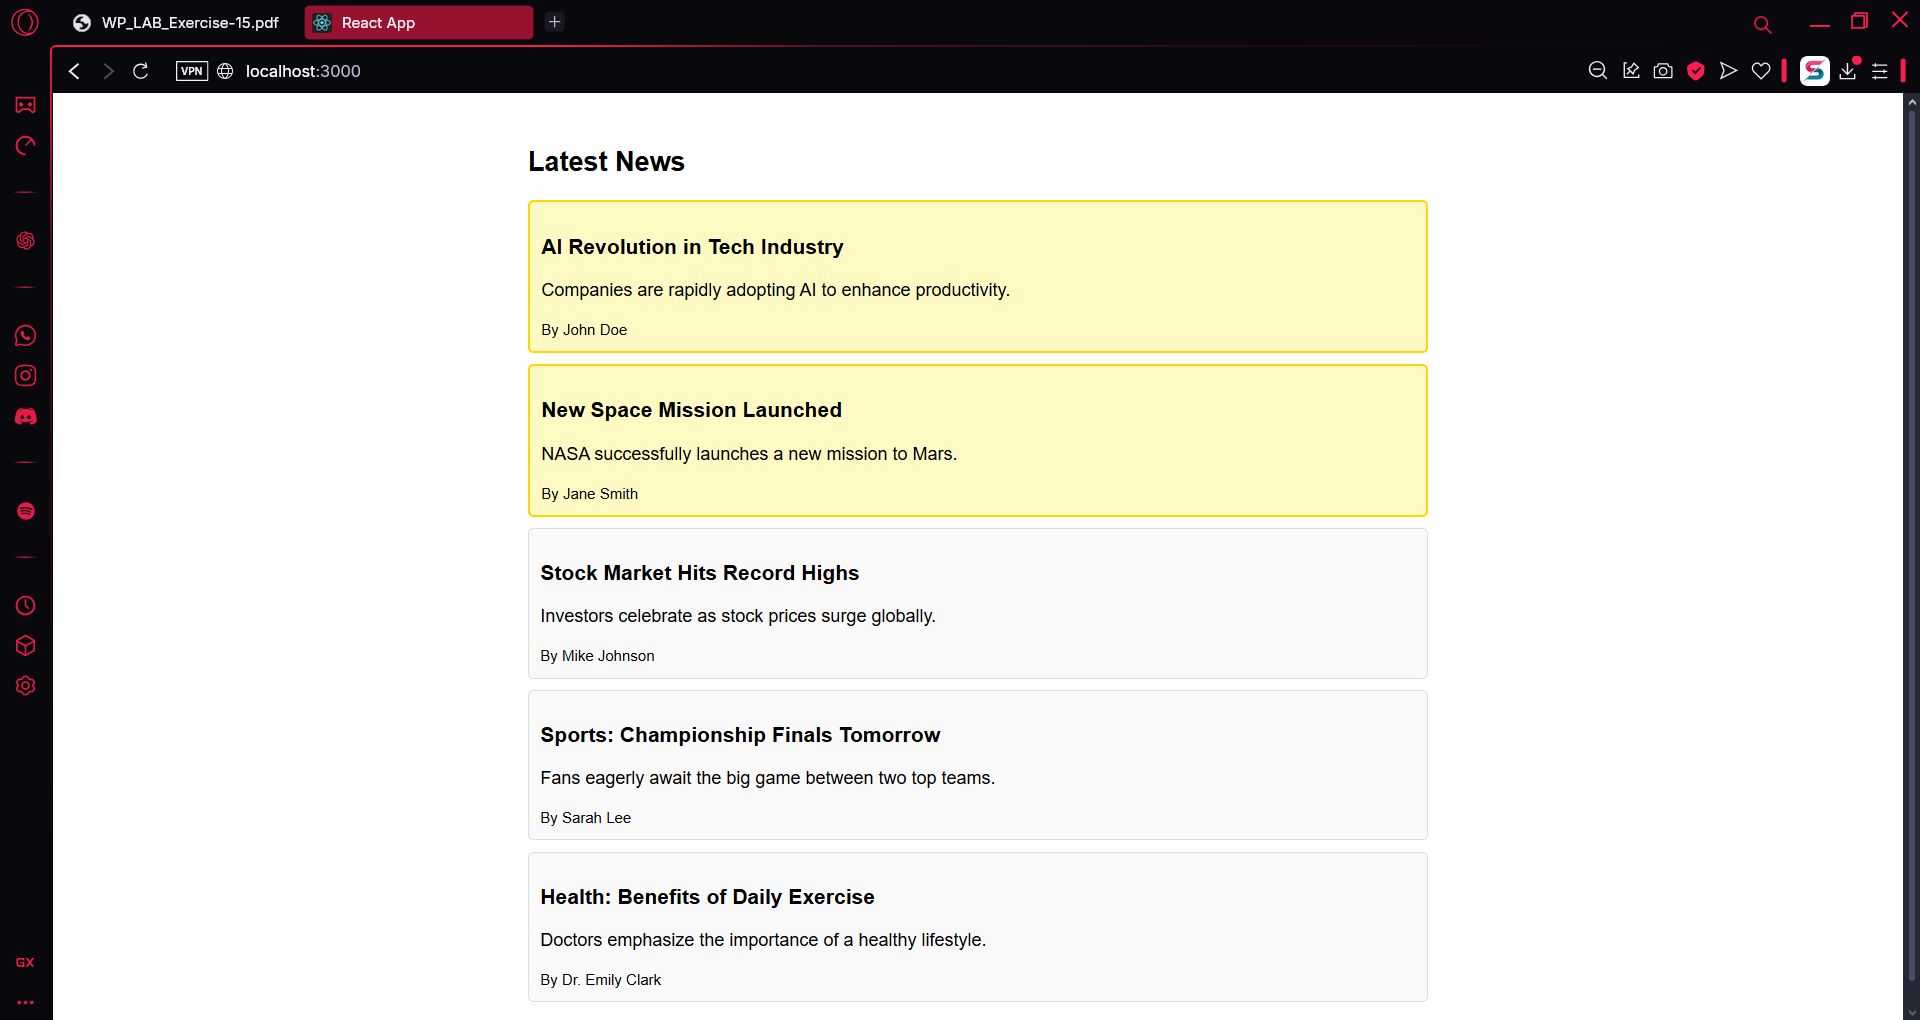 WP_LAB_Exercise-15.pdf
React App
VPN
localhost:3000
Latest News
AI Revolution in Tech Industry
Companies are rapidly adopting AI to enhance productivity.
By John Doe
New Space Mission Launched
NASA successfully launches a new mission to Mars.
By Jane Smith
Stock Market Hits Record Highs
Investors celebrate as stock prices surge globally.
By Mike Johnson
Sports: Championship Finals Tomorrow
Fans eagerly await the big game between two top teams.
By Sarah Lee
Health: Benefits of Daily Exercise
Doctors emphasize the importance of a healthy lifestyle.
By Dr. Emily Clark
GX